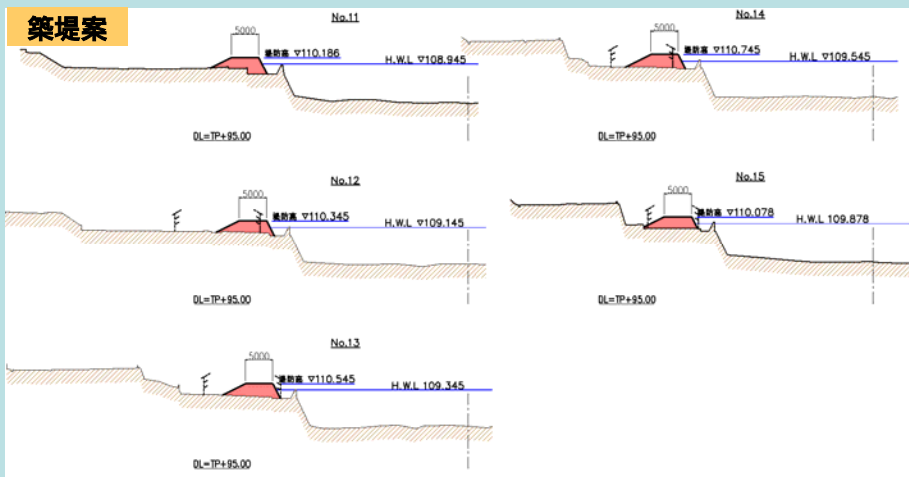 築堤案
No.11
5000
堤防高 ▽110.186
H.W.L ▽108.945
DL=TP+95.00
No.12
5000
堤防高 ▽110.345
H.W.L ▽109.145
DL=TP+95.00
No.13
5000
堤防高 ▽110.545
H.W.L 109.345
DL=TP+95.00
No.14
5000
堤防高 ▽110.745
H.W.L ▽109.545
DL=TP+95.00
No.15
5000
堤防高 ▽110.078
H.W.L 109.878
DL=TP+95.00